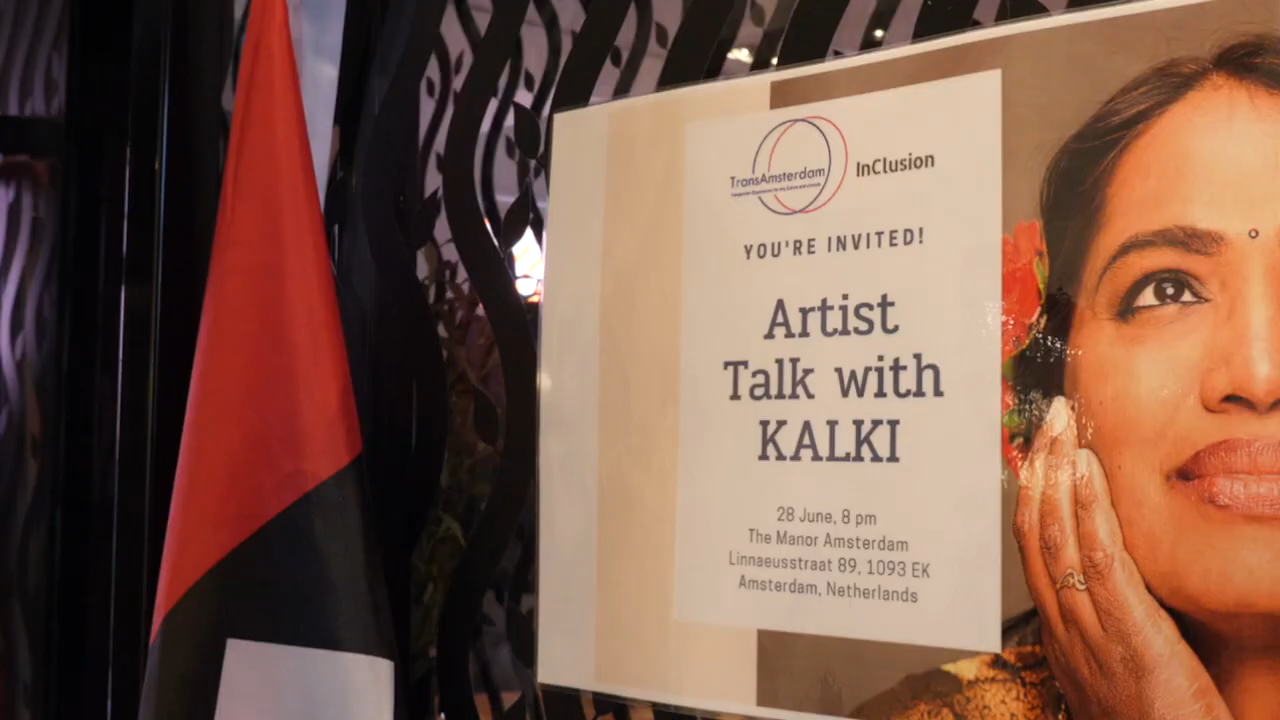 TransAmsterdam
InClusion
YOU'RE INVITED!
Artist
Talk with
KALKI
28 June, 8 pm
The Manor Amsterdam
Linnaeusstraat 89, 1093 EK
Amsterdam, Netherlands